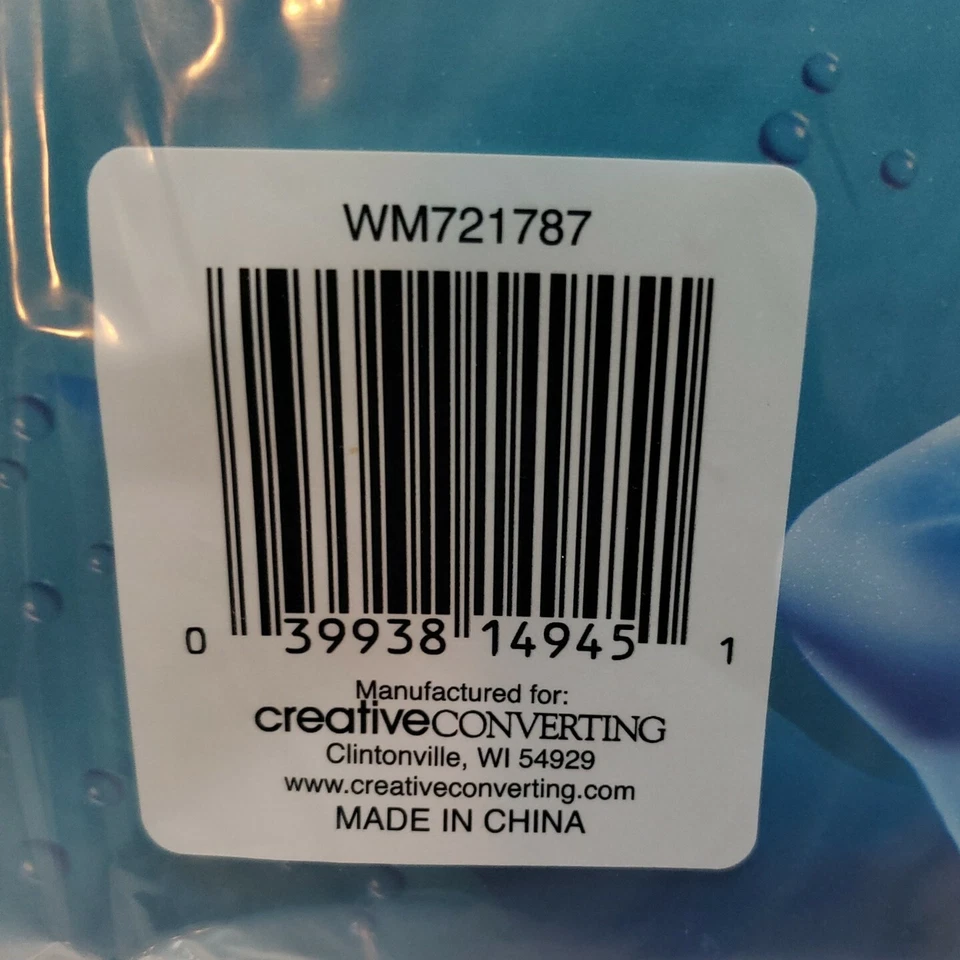 WM721787
0 39938 14945 1
Manufactured for:
creativeCONVERTING
Clintonville, WI 54929
www.creativeconverting.com
MADE IN CHINA